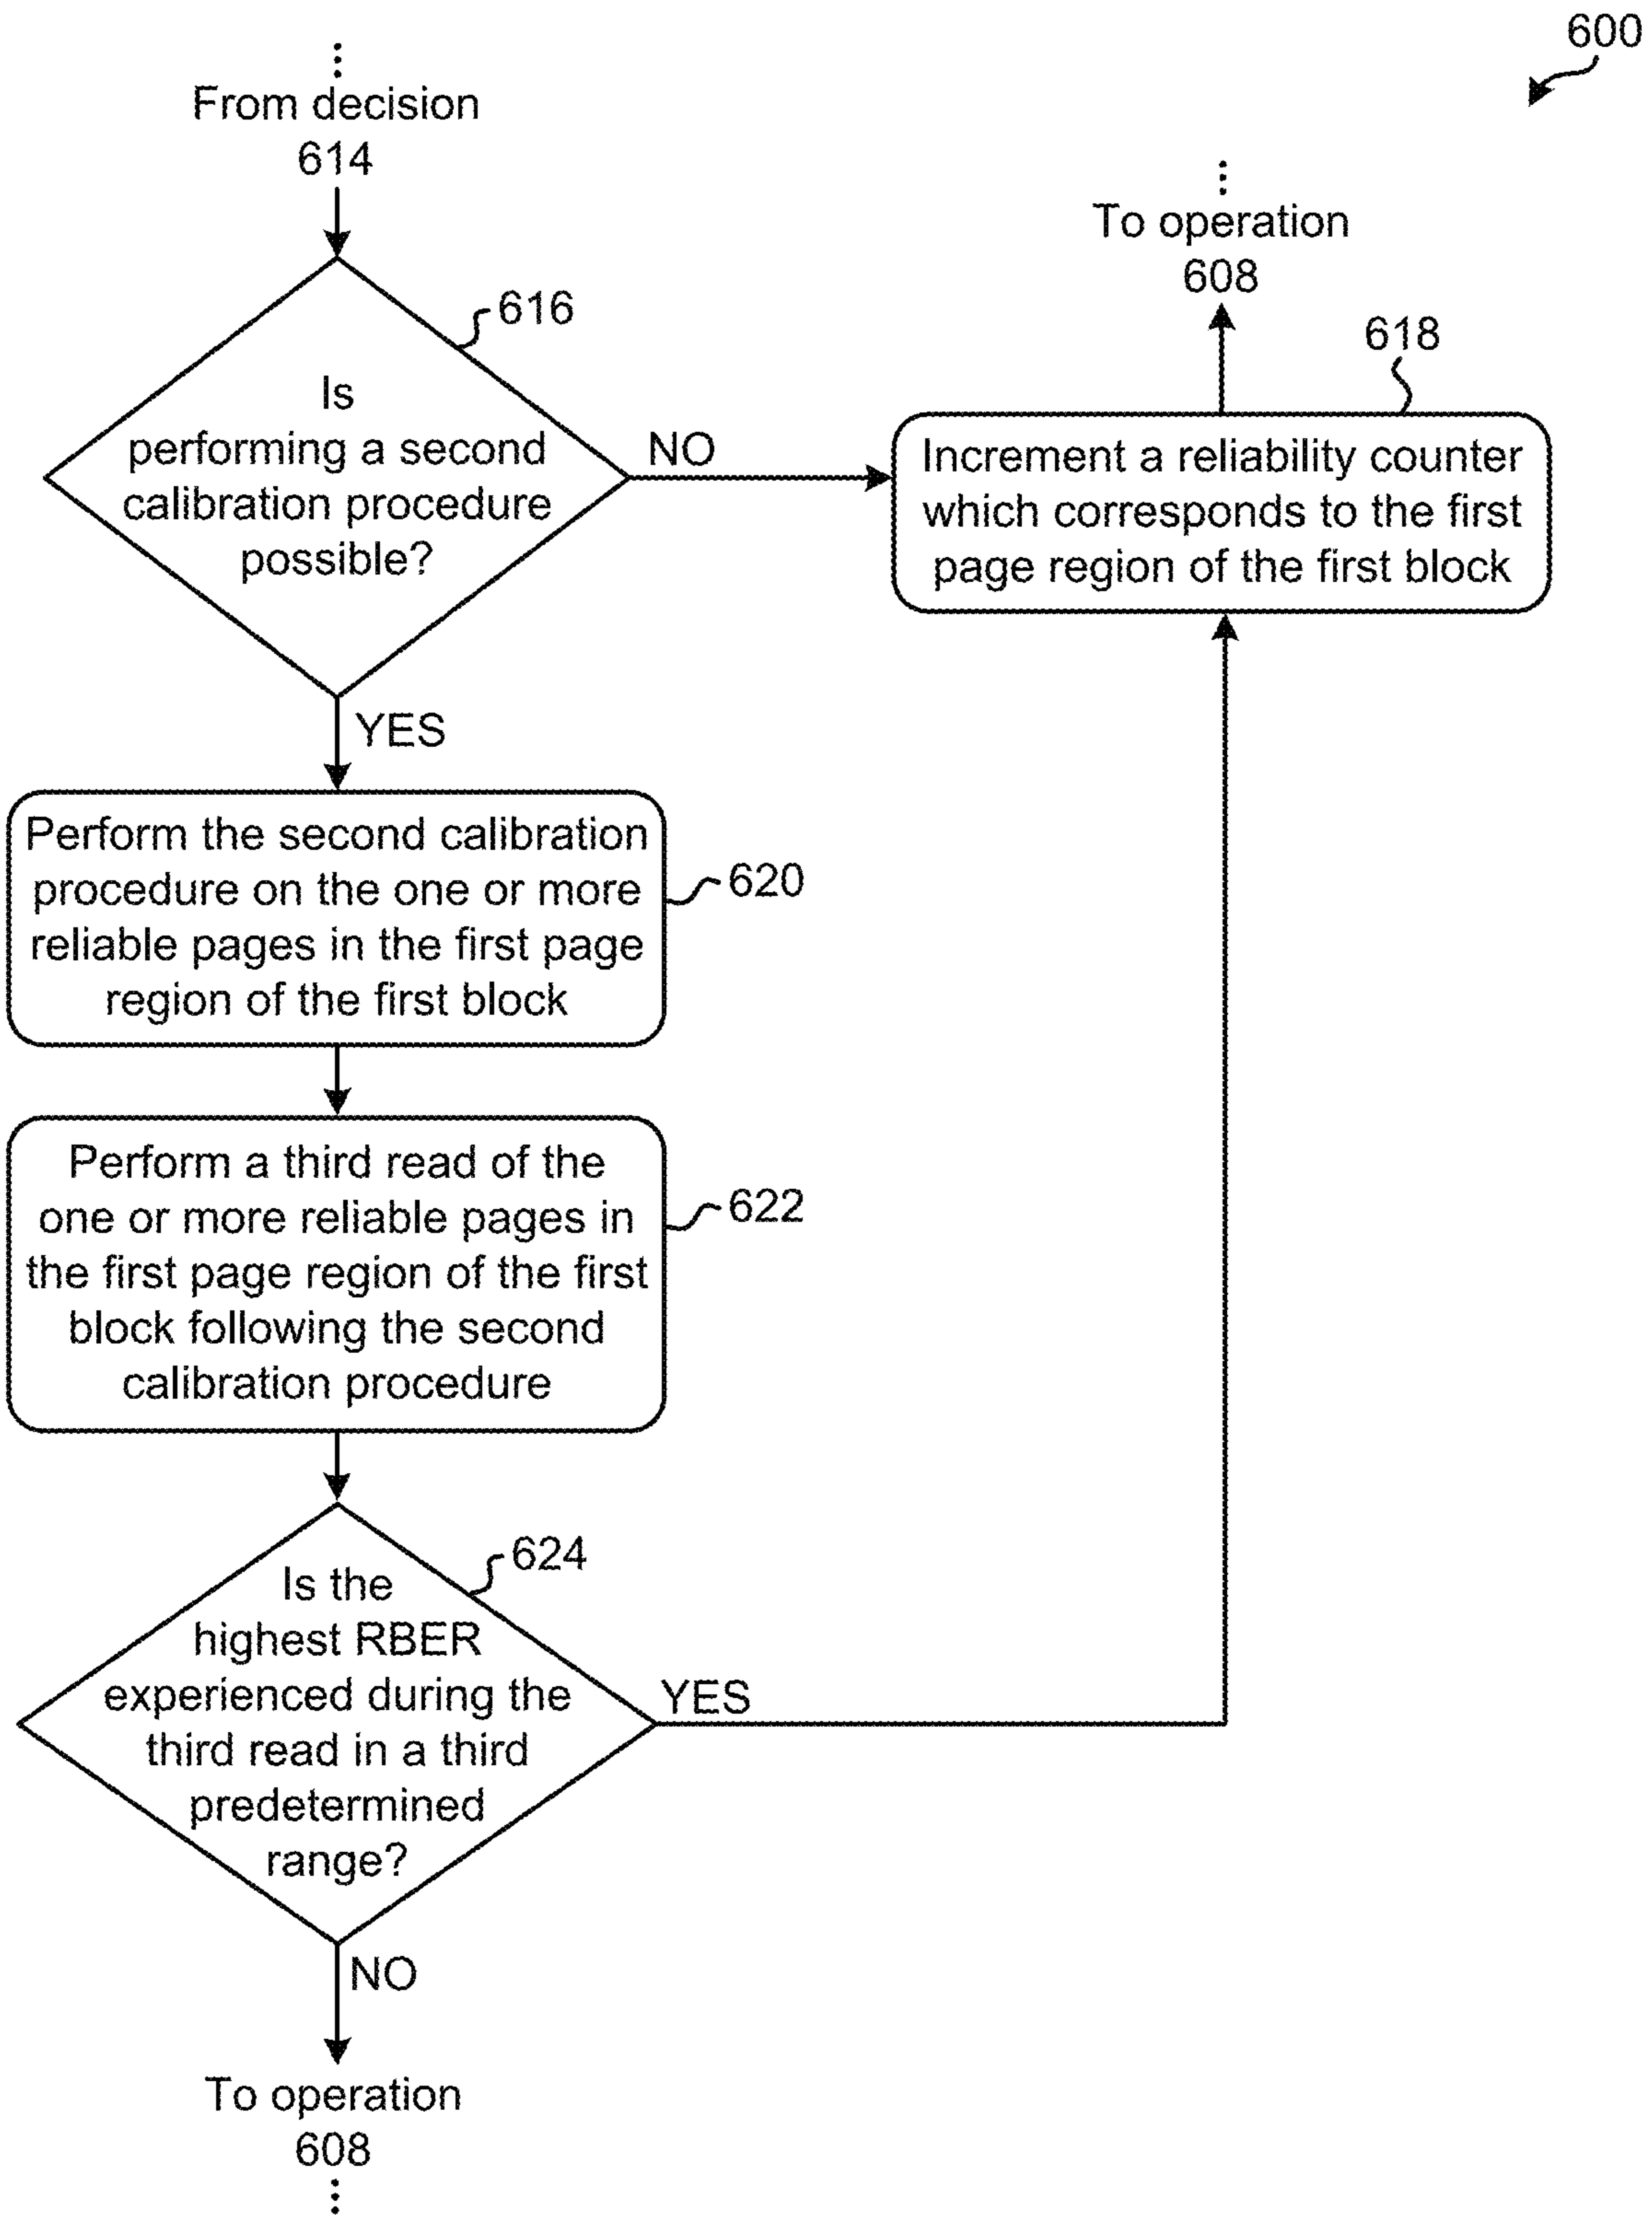 600
From decision
614
To operation
608
616
618
Is
performing a second
calibration procedure
possible?
NO
Increment a reliability counter
which corresponds to the first
page region of the first block
YES
Perform the second calibration
procedure on the one or more
reliable pages in the first page
region of the first block
620
Perform a third read of the
one or more reliable pages in
the first page region of the first
block following the second
calibration procedure
622
624
Is the
highest RBER
experienced during the
third read in a third
predetermined
range?
YES
NO
To operation
608